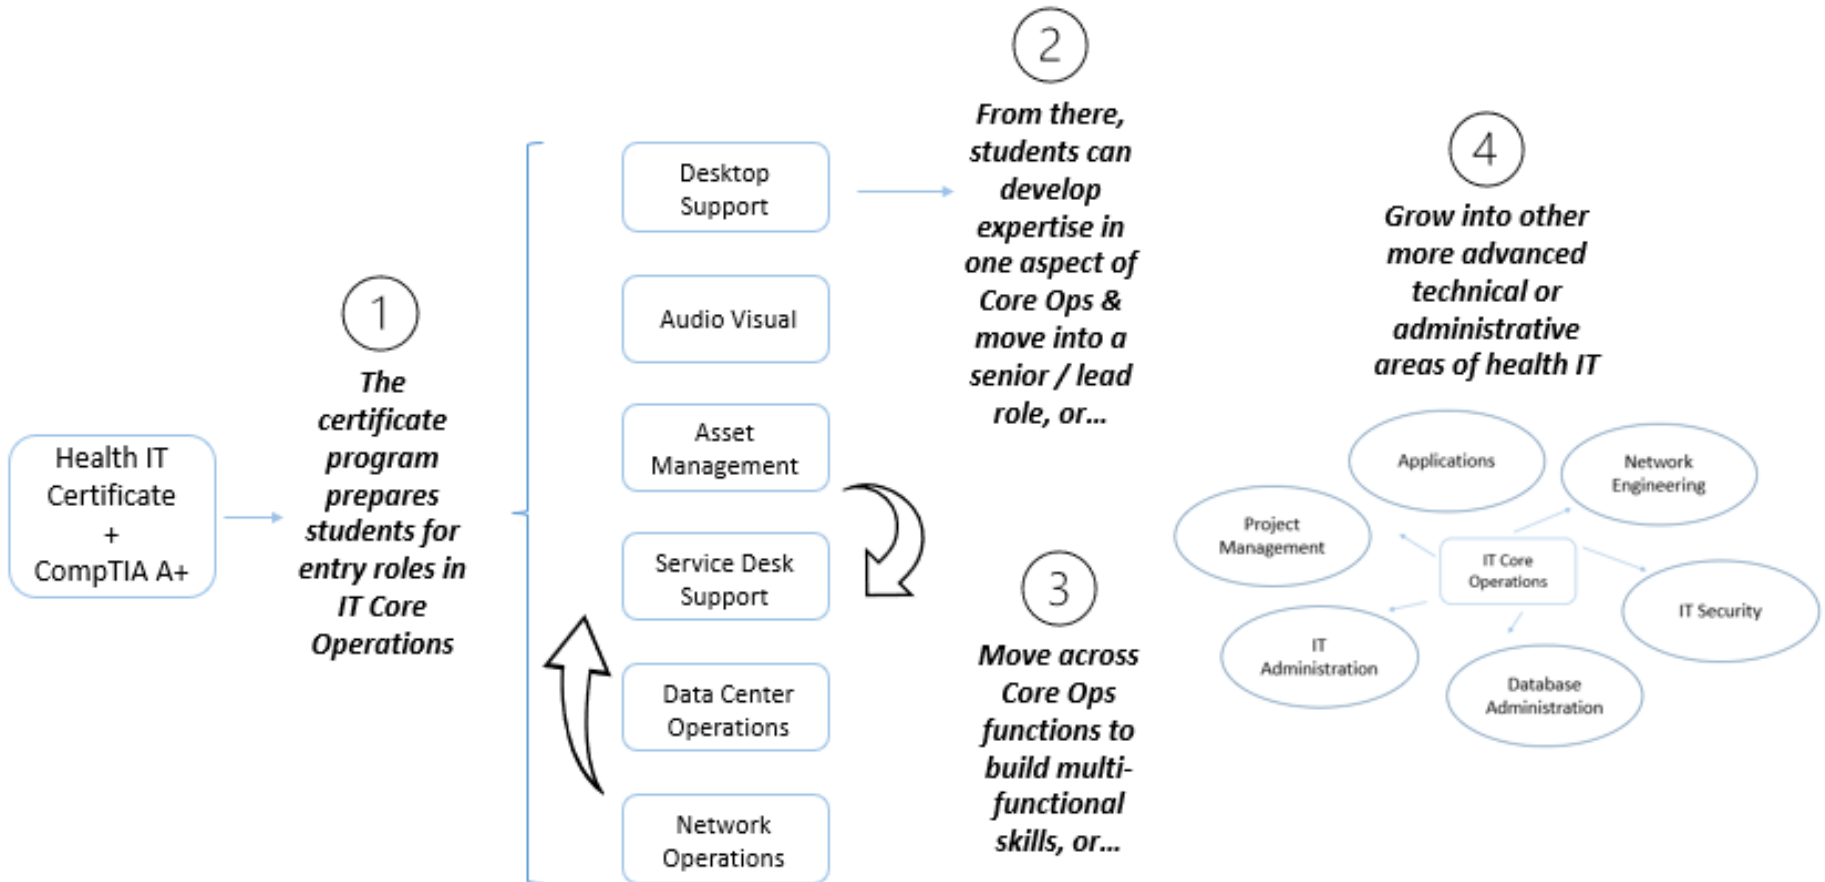 Health IT
Certificate
+
CompTIA A+
1
The
certificate
program
prepares
students for
entry roles in
IT Core
Operations
Desktop
Support
Audio Visual
Asset
Management
Service Desk
Support
Data Center
Operations
Network
Operations
2
From there,
students can
develop
expertise in
one aspect of
Core Ops &
move into a
senior / lead
role, or...
3
Move across
Core Ops
functions to
build multi-
functional
skills, or...
4
Grow into other
more advanced
technical or
administrative
areas of health IT
Applications
Network
Engineering
Project
Management
IT Core
Operations
IT Security
IT
Administration
Database
Administration